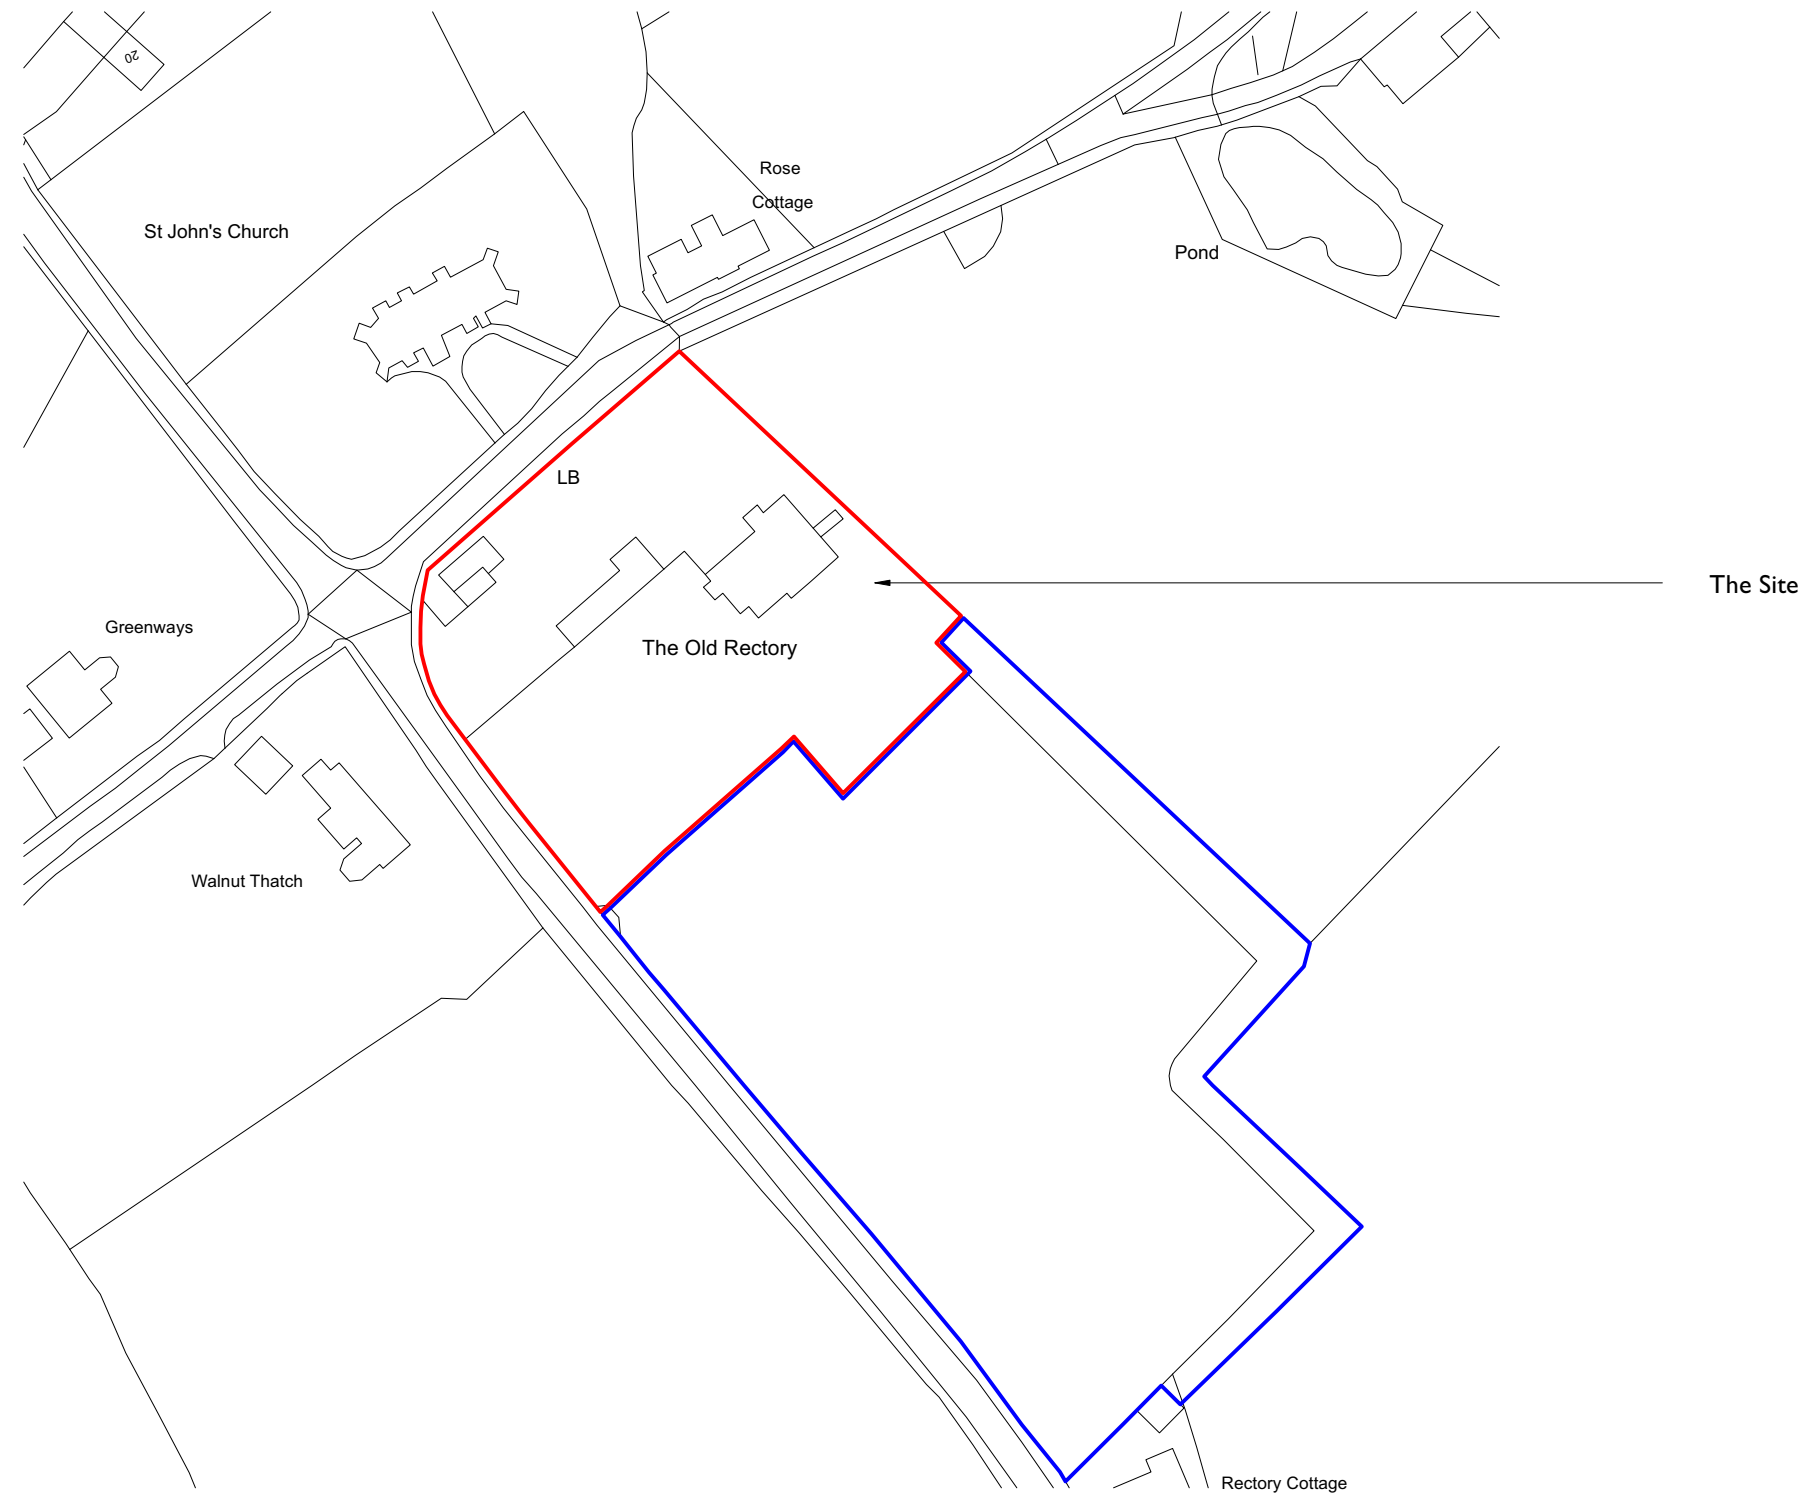 20
Rose
Cottage
St John's Church
Pond
LB
The Site
Greenways
The Old Rectory
Walnut Thatch
Rectory Cottage